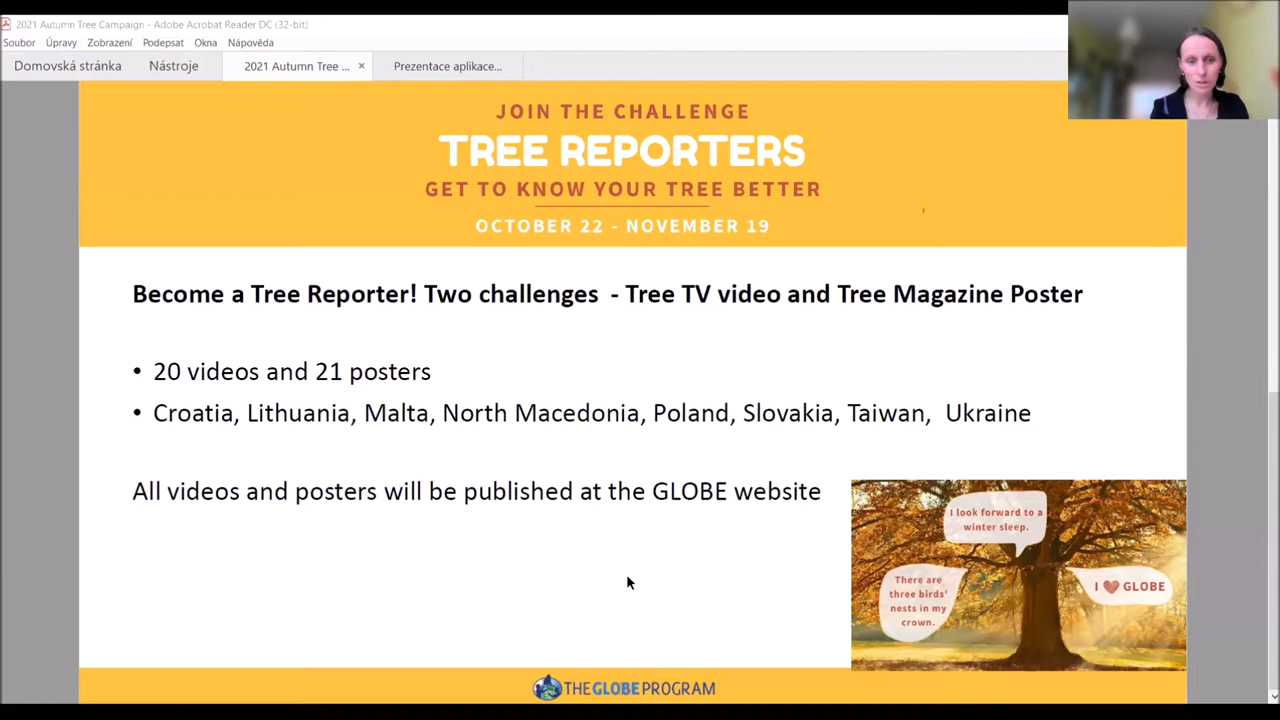 2021 Autumn Tree Campaign - Adobe Acrobat Reader DC (32-bit)
Soubor Úpravy Zobrazení Podepsat Okna Nápověda
Domovská stránka Nástroje 2021 Autumn Tree ... × Prezentace aplikace...
JOIN THE CHALLENGE
TREE REPORTERS
GET TO KNOW YOUR TREE BETTER
OCTOBER 22 - NOVEMBER 19
Become a Tree Reporter! Two challenges - Tree TV video and Tree Magazine Poster
• 20 videos and 21 posters
• Croatia, Lithuania, Malta, North Macedonia, Poland, Slovakia, Taiwan, Ukraine
All videos and posters will be published at the GLOBE website
I look forward to a
winter sleep.
There are
three birds'
nests in my
crown.
I ♥ GLOBE
THE GLOBE PROGRAM